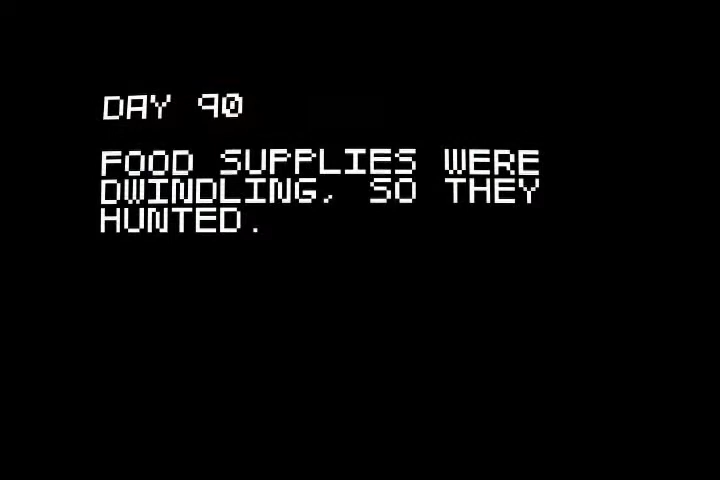 DAY 90
FOOD SUPPLIES WERE
DWINDLING, SO THEY
HUNTED.